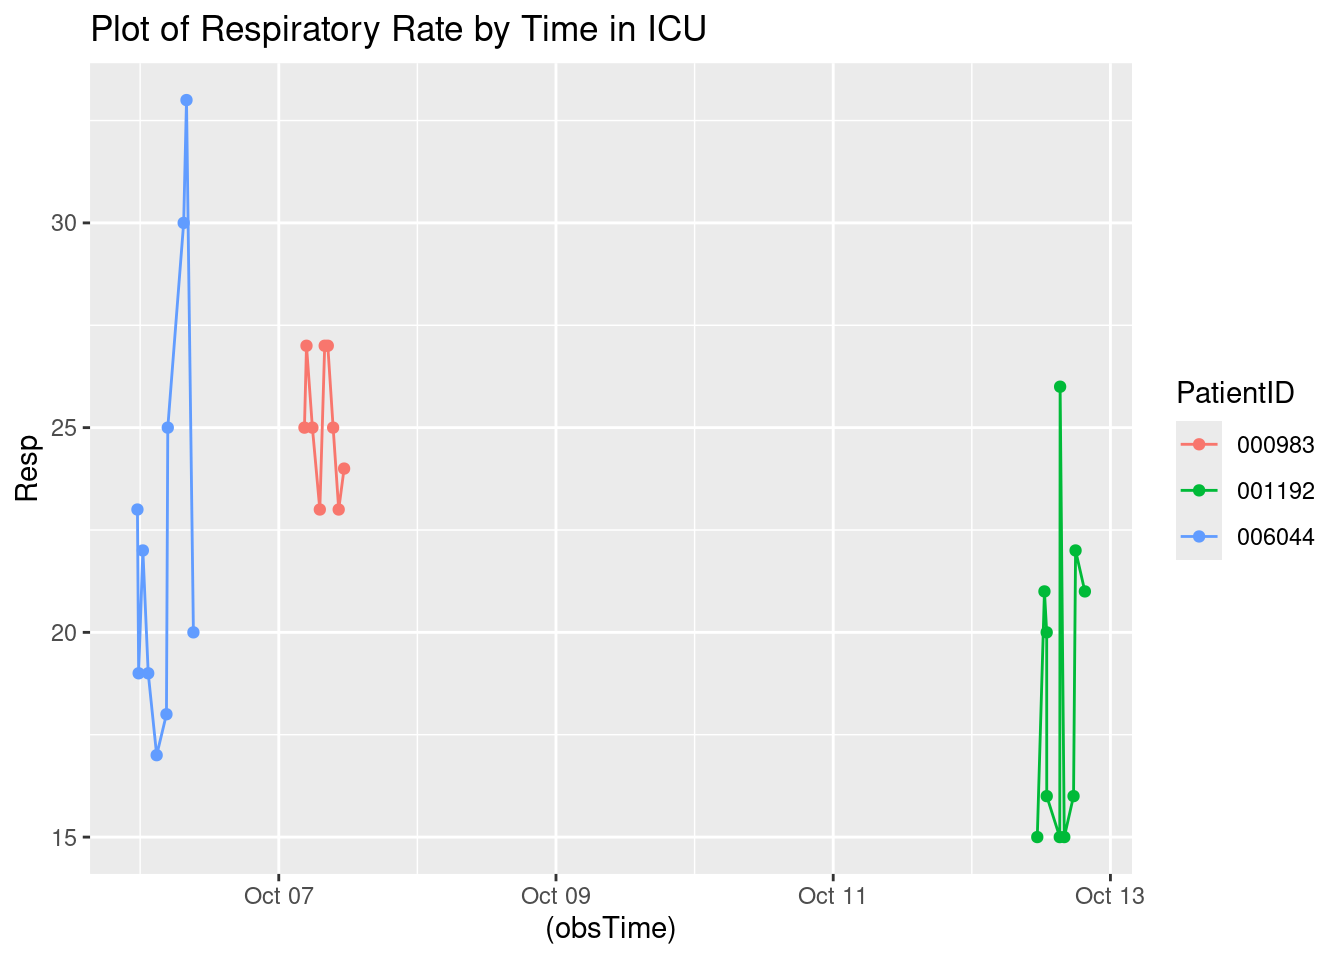 Plot of Respiratory Rate by Time in ICU
Resp
30
25
20
15
Oct 07
Oct 09
Oct 11
Oct 13
(obsTime)
PatientID
000983
001192
006044